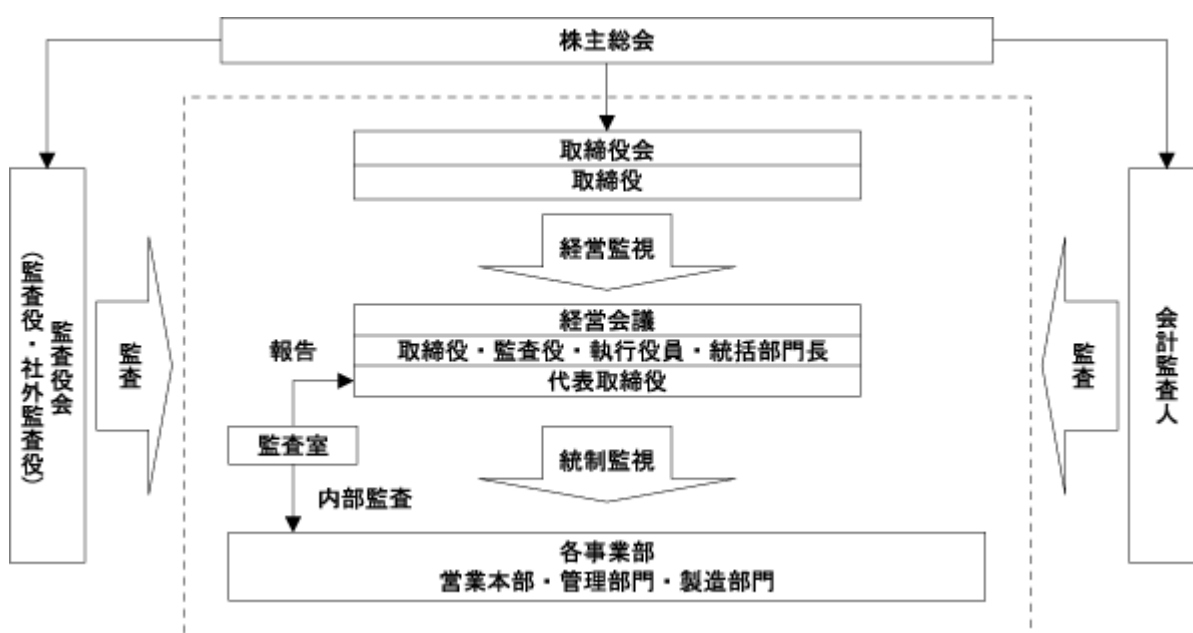 株主総会
取締役会
取締役
経営監視
経営会議
取締役・監査役・執行役員・統括部門長
代表取締役
報告
監査室
統制監視
内部監査
各事業部
営業本部・管理部門・製造部門
監査役会
（監査役・社外監査役）
監査
監査
会計監査人